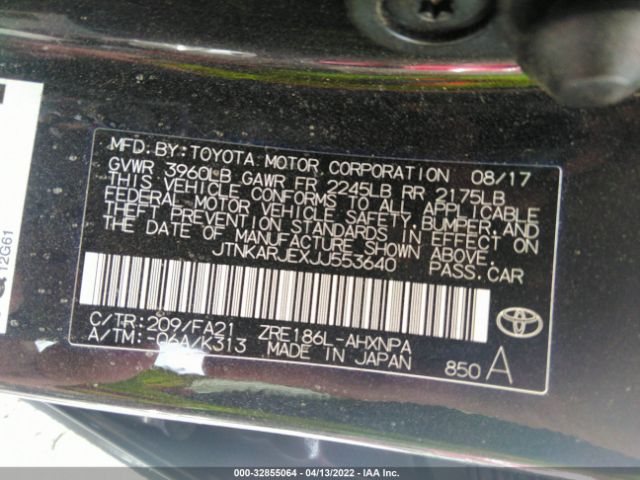 MFD. BY: TOYOTA MOTOR CORPORATION 08/17
GVWR 3960LB GAWR FR 2245LB RR 2175LB
THIS VEHICLE CONFORMS TO ALL APPLICABLE
FEDERAL MOTOR VEHICLE SAFETY, BUMPER, AND
THEFT PREVENTION STANDARDS IN EFFECT ON
THE DATE OF MANUFACTURE SHOWN ABOVE.
JTNKARJEXJJ553640 PASS.CAR
C/TR: 209/FA21 ZRE186L-AHXNPA
A/TM: -06A/K313 MADE IN JAPAN
850 A
12G61
000-32855064 - 04/13/2022 - IAA Inc.